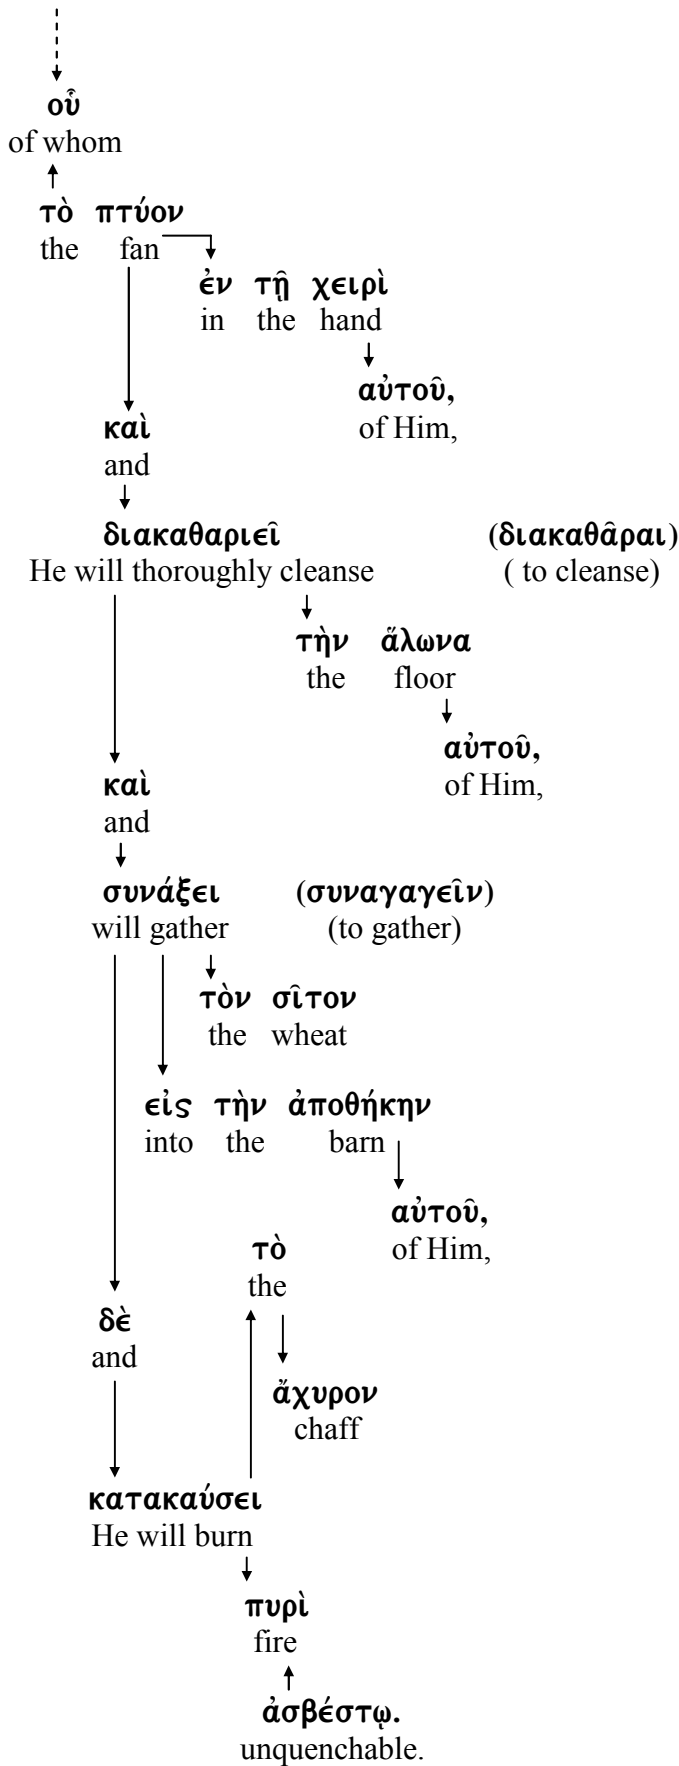 οὗ
of whom
τὸ πτύον
the fan
ἐν τῇ χειρὶ
in the hand
αὐτοῦ,
of Him,
καὶ
and
διακαθαριεῖ (διακαθᾶραι)
He will thoroughly cleanse ( to cleanse)
τὴν ἅλωνα
the floor
αὐτοῦ,
of Him,
καὶ
and
συνάξει (συναγαγεῖν)
will gather (to gather)
τὸν σῖτον
the wheat
εἰς τὴν ἀποθήκην
into the barn
αὐτοῦ,
of Him,
τὸ
the
δὲ
and
ἄχυρον
chaff
κατακαύσει
He will burn
πυρὶ
fire
ἀσβέστῳ.
unquenchable.